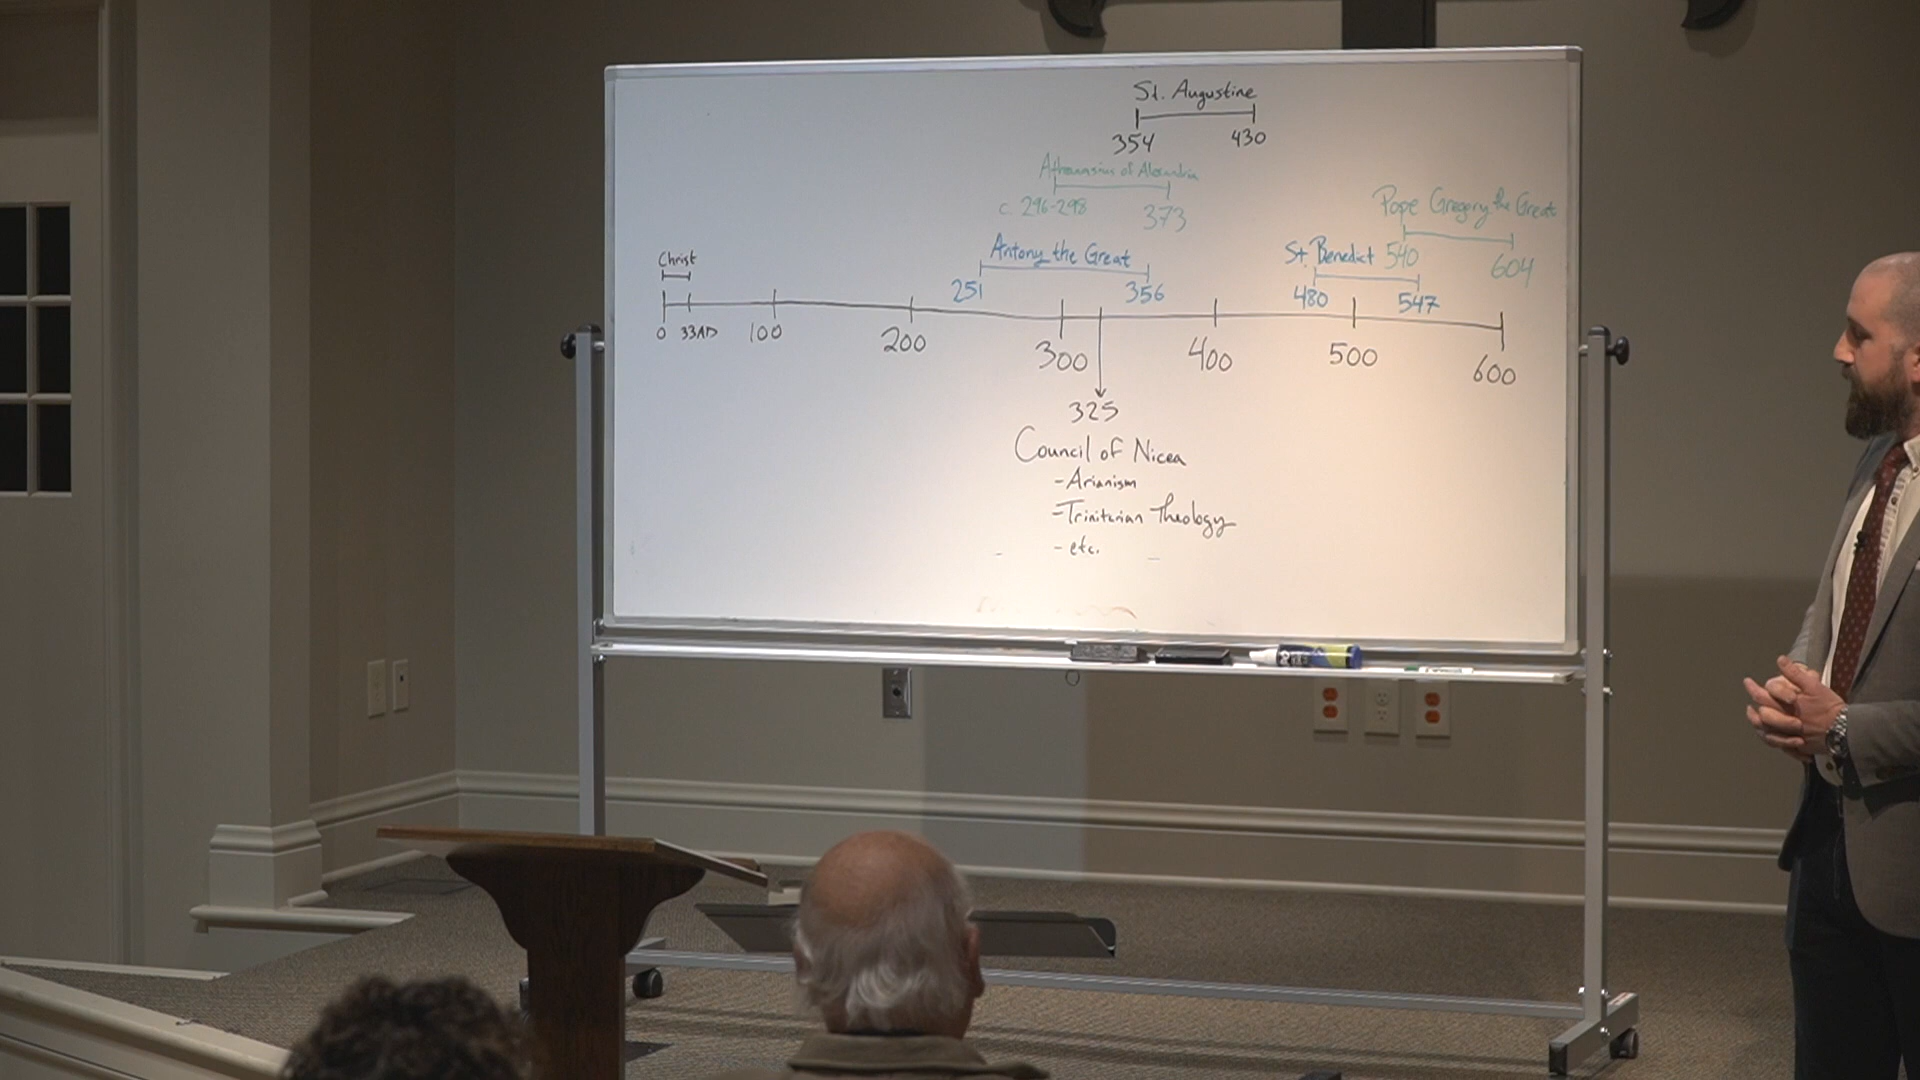 St. Augustine
354 430
Athanasius of Alexandria
c. 296-298 373
Pope Gregory the Great
540 604
Antony the Great
251 356
St. Benedict
480 547
Christ
0 33AD 100 200 300 400 500 600
325
Council of Nicea
- Arianism
- Trinitarian Theology
- etc.